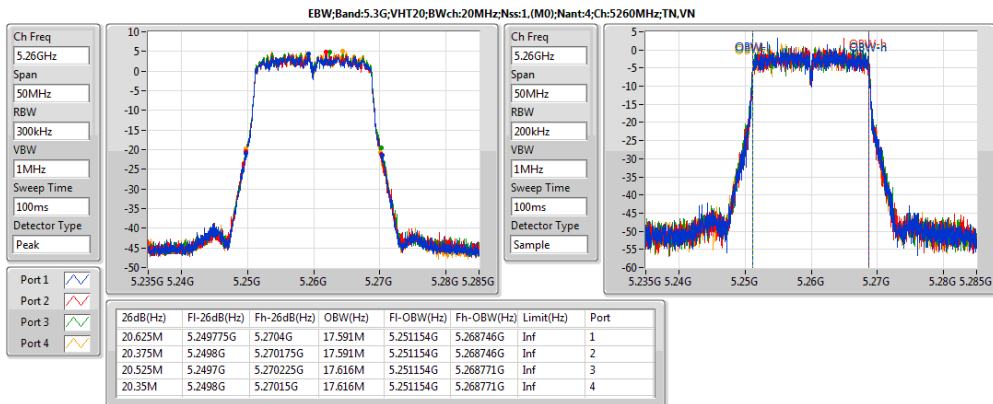 EBW;Band:5.3G;VHT20;BWch:20MHz;Nss:1,(M0);Nant:4;Ch:5260MHz;TN,VN
Ch Freq
5.26GHz
Span
50MHz
RBW
300kHz
VBW
1MHz
Sweep Time
100ms
Detector Type
Peak
10
5
0
-5
-10
-15
-20
-25
-30
-35
-40
-45
-50
5.235G 5.24G 5.25G 5.26G 5.27G 5.28G 5.285G
Ch Freq
5.26GHz
Span
50MHz
RBW
200kHz
VBW
1MHz
Sweep Time
100ms
Detector Type
Sample
5
0
-5
-10
-15
-20
-25
-30
-35
-40
-45
-50
-55
-60
OBW-l OBW-h
5.235G 5.24G 5.25G 5.26G 5.27G 5.28G 5.285G
Port 1
Port 2
Port 3
Port 4
26dB(Hz) Fl-26dB(Hz) Fh-26dB(Hz) OBW(Hz) Fl-OBW(Hz) Fh-OBW(Hz) Limit(Hz) Port
20.625M 5.249775G 5.2704G 17.591M 5.251154G 5.268746G Inf 1
20.375M 5.2498G 5.270175G 17.591M 5.251154G 5.268746G Inf 2
20.525M 5.2497G 5.270225G 17.616M 5.251154G 5.268771G Inf 3
20.35M 5.2498G 5.27015G 17.616M 5.251154G 5.268771G Inf 4